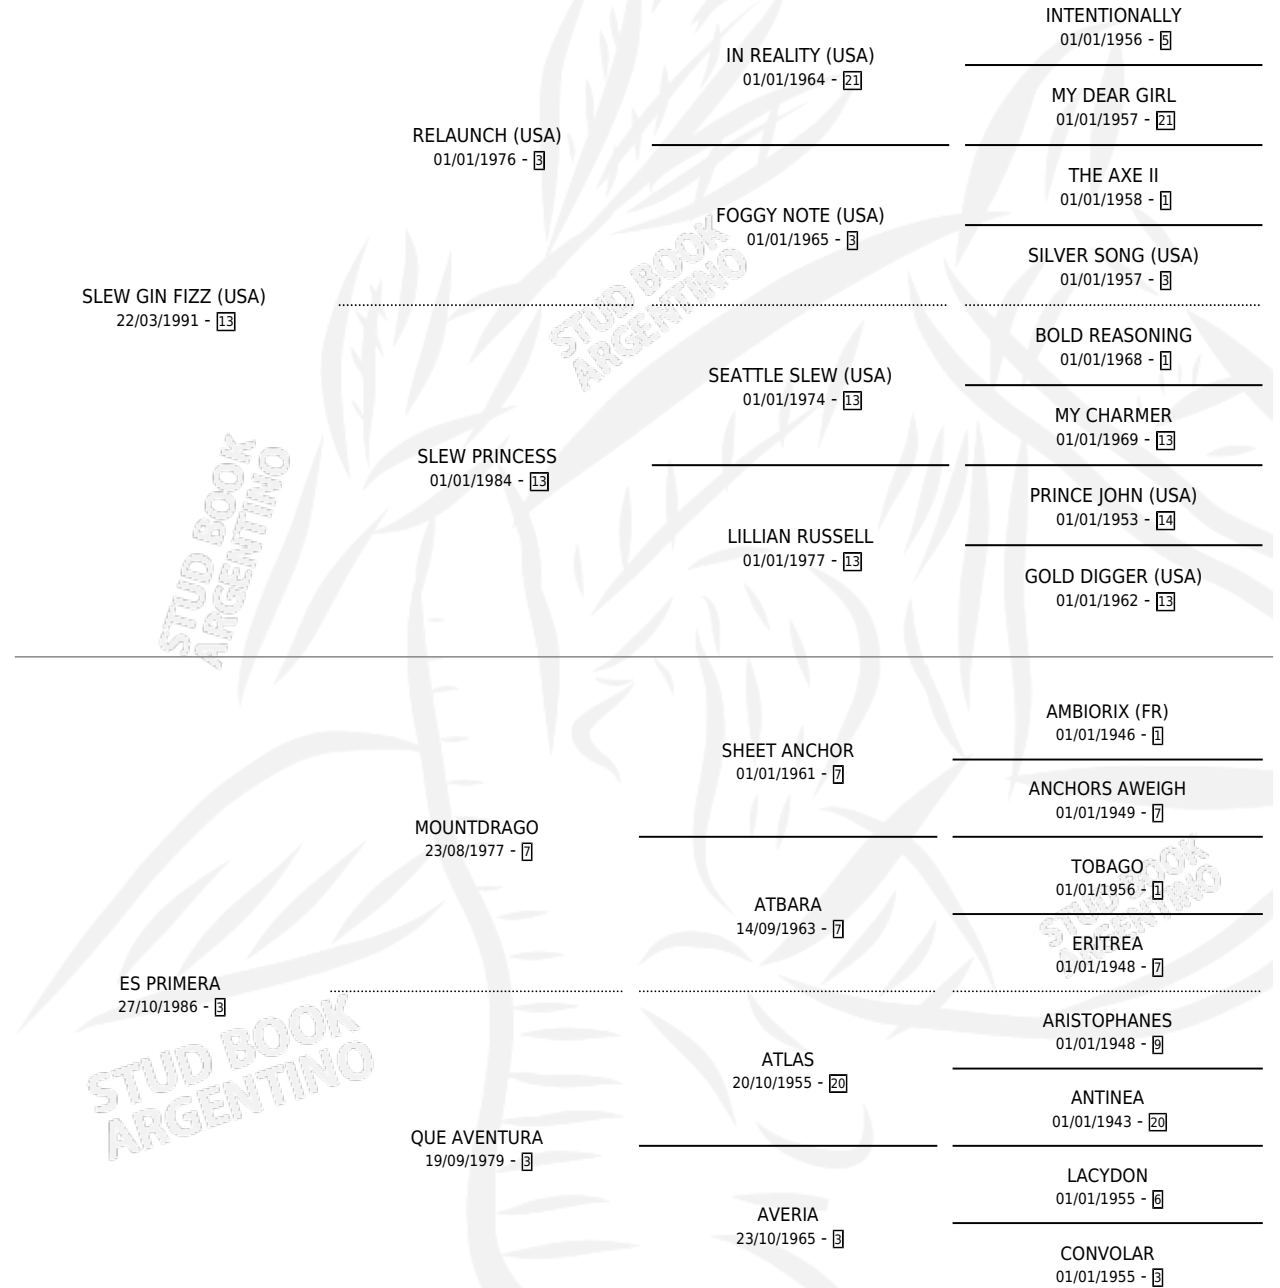 INTENTIONALLY
01/01/1956 - 5
IN REALITY (USA)
01/01/1964 - 21
MY DEAR GIRL
01/01/1957 - 21
RELAUNCH (USA)
01/01/1976 - 3
THE AXE II
01/01/1958 - 1
FOGGY NOTE (USA)
01/01/1965 - 3
SILVER SONG (USA)
01/01/1957 - 3
SLEW GIN FIZZ (USA)
22/03/1991 - 13
BOLD REASONING
01/01/1968 - 1
SEATTLE SLEW (USA)
01/01/1974 - 13
MY CHARMER
01/01/1969 - 13
SLEW PRINCESS
01/01/1984 - 13
PRINCE JOHN (USA)
01/01/1953 - 14
LILLIAN RUSSELL
01/01/1977 - 13
GOLD DIGGER (USA)
01/01/1962 - 13
AMBIORIX (FR)
01/01/1946 - 1
SHEET ANCHOR
01/01/1961 - 7
ANCHORS AWEIGH
01/01/1949 - 7
MOUNTDRAGO
23/08/1977 - 7
TOBAGO
01/01/1956 - 1
ATBARA
14/09/1963 - 7
ERITREA
01/01/1948 - 7
ES PRIMERA
27/10/1986 - 3
ARISTOPHANES
01/01/1948 - 9
ATLAS
20/10/1955 - 20
ANTINEA
01/01/1943 - 20
QUE AVENTURA
19/09/1979 - 3
LACYDON
01/01/1955 - 6
AVERIA
23/10/1965 - 3
CONVOLAR
01/01/1955 - 3
STUD BOOK
ARGENTINO
STUD BOOK
ARGENTINO
STUD BOOK
ARGENTINO
STUD BOOK
ARGENTINO